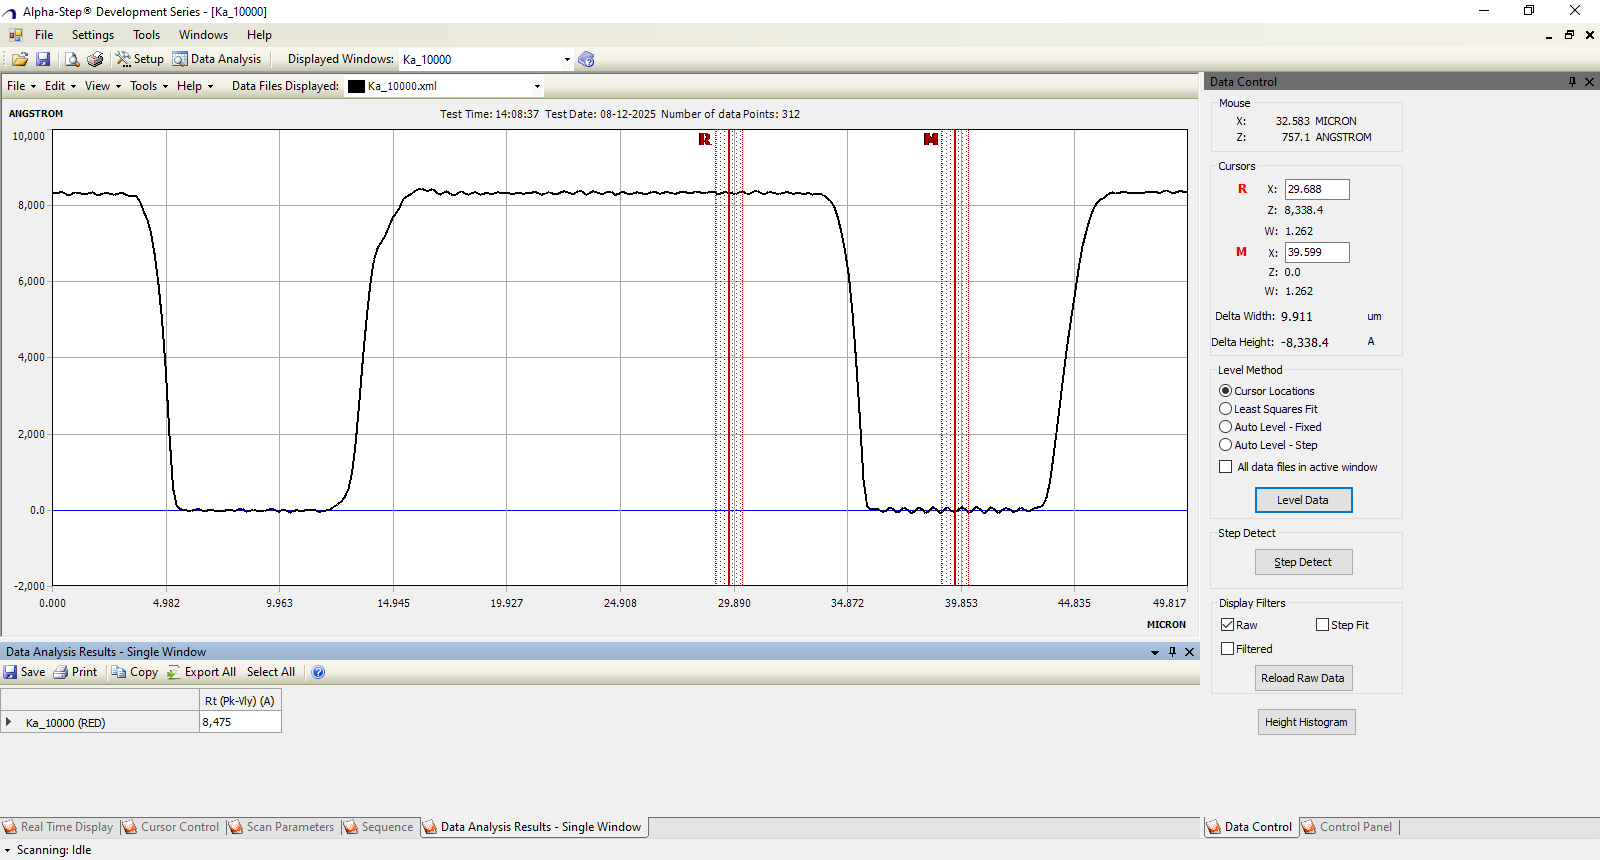 Alpha-Step® Development Series - [Ka_10000]
File Settings Tools Windows Help
Setup Data Analysis Displayed Windows: Ka_10000
File Edit View Tools Help Data Files Displayed: Ka_10000.xml
ANGSTROM
Test Time: 14:08:37 Test Date: 08-12-2025 Number of data Points: 312
R M
10,000
8,000
6,000
4,000
2,000
0.0
-2,000
0.000 4.982 9.963 14.945 19.927 24.908 29.890 34.872 39.853 44.835 49.817
MICRON
Data Analysis Results - Single Window
Save Print Copy Export All Select All
Rt (Pk-Vly) (A)
Ka_10000 (RED) 8,475
Real Time Display Cursor Control Scan Parameters Sequence Data Analysis Results - Single Window
Scanning: Idle
Data Control
Mouse
X: 32.583 MICRON
Z: 757.1 ANGSTROM
Cursors
R X: 29.688
Z: 8,338.4
W: 1.262
M X: 39.599
Z: 0.0
W: 1.262
Delta Width: 9.911 um
Delta Height: -8,338.4 A
Level Method
Cursor Locations
Least Squares Fit
Auto Level - Fixed
Auto Level - Step
All data files in active window
Level Data
Step Detect
Step Detect
Display Filters
Raw Step Fit
Filtered
Reload Raw Data
Height Histogram
Data Control Control Panel